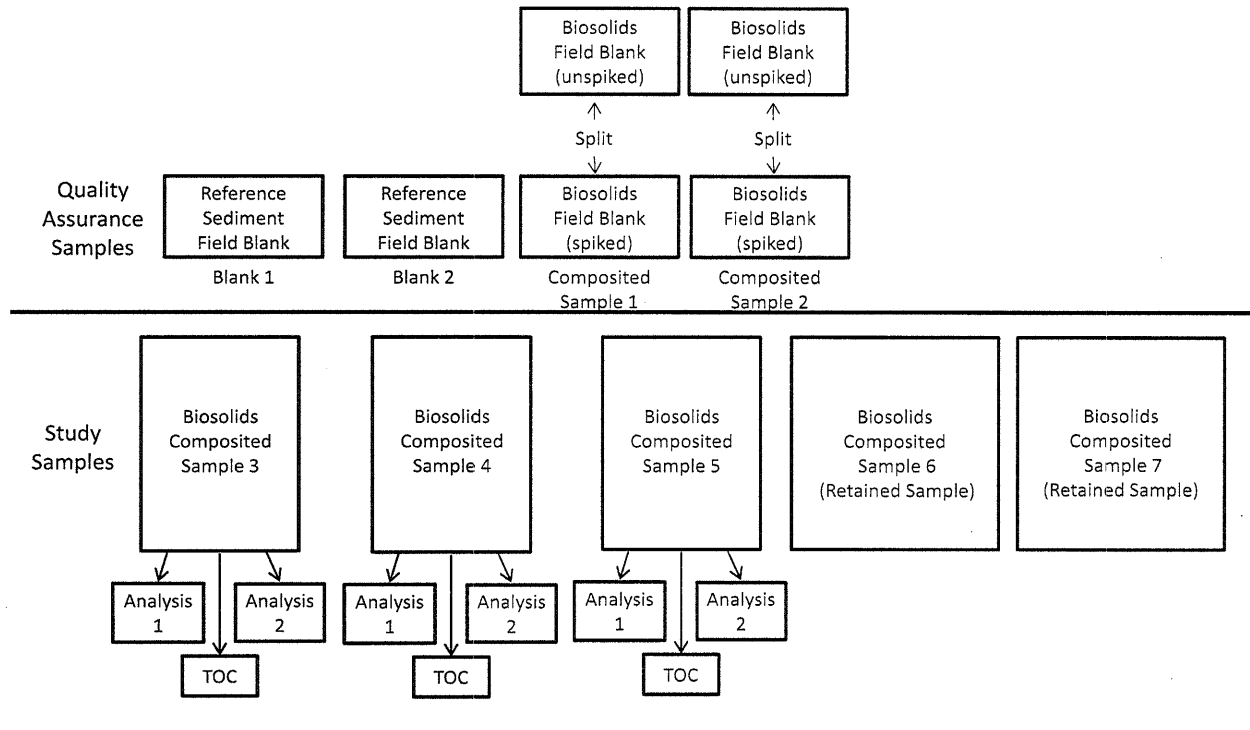 Biosolids
Field Blank
(unspiked)
Biosolids
Field Blank
(unspiked)
Split
Split
Quality
Assurance
Samples
Reference
Sediment
Field Blank
Reference
Sediment
Field Blank
Biosolids
Field Blank
(spiked)
Biosolids
Field Blank
(spiked)
Blank 1
Blank 2
Composited
Sample 1
Composited
Sample 2
Study
Samples
Biosolids
Composited
Sample 3
Biosolids
Composited
Sample 4
Biosolids
Composited
Sample 5
Biosolids
Composited
Sample 6
(Retained Sample)
Biosolids
Composited
Sample 7
(Retained Sample)
Analysis
1
Analysis
2
TOC
Analysis
1
Analysis
2
TOC
Analysis
1
Analysis
2
TOC